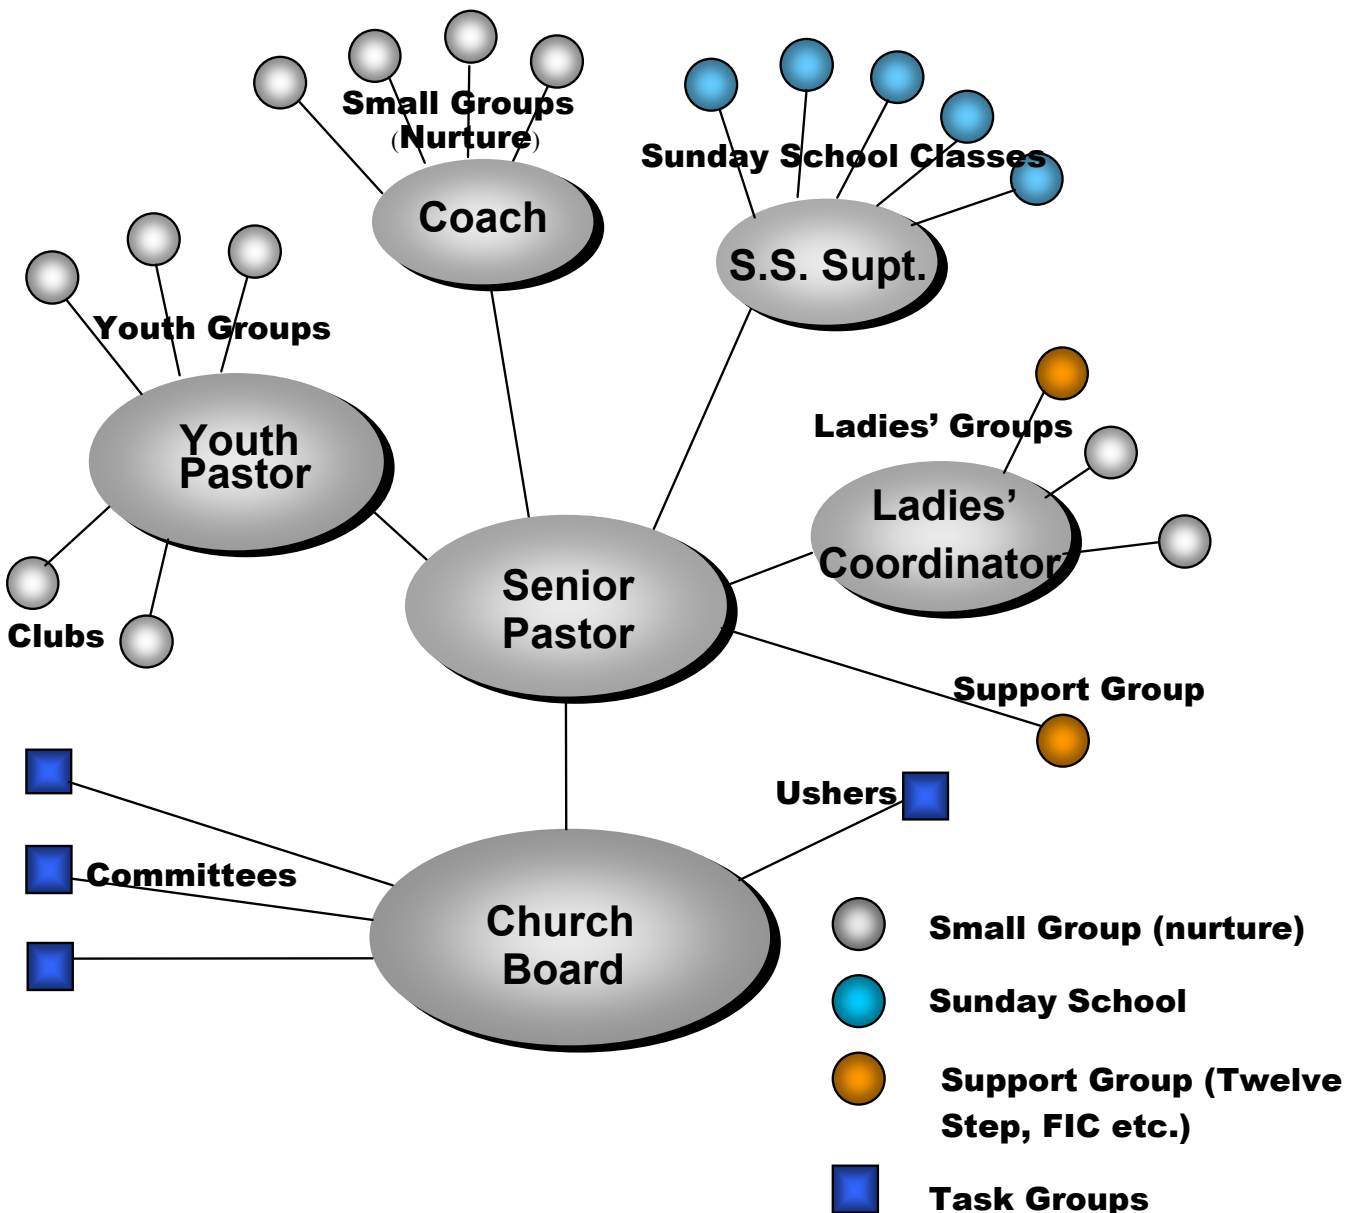 Small Groups
(Nurture)
Coach
Sunday School Classes
S.S. Supt.
Youth Groups
Youth
Pastor
Clubs
Ladies’ Groups
Ladies’
Coordinator
Senior
Pastor
Support Group
Ushers
Committees
Church
Board
Small Group (nurture)
Sunday School
Support Group (Twelve
Step, FIC etc.)
Task Groups